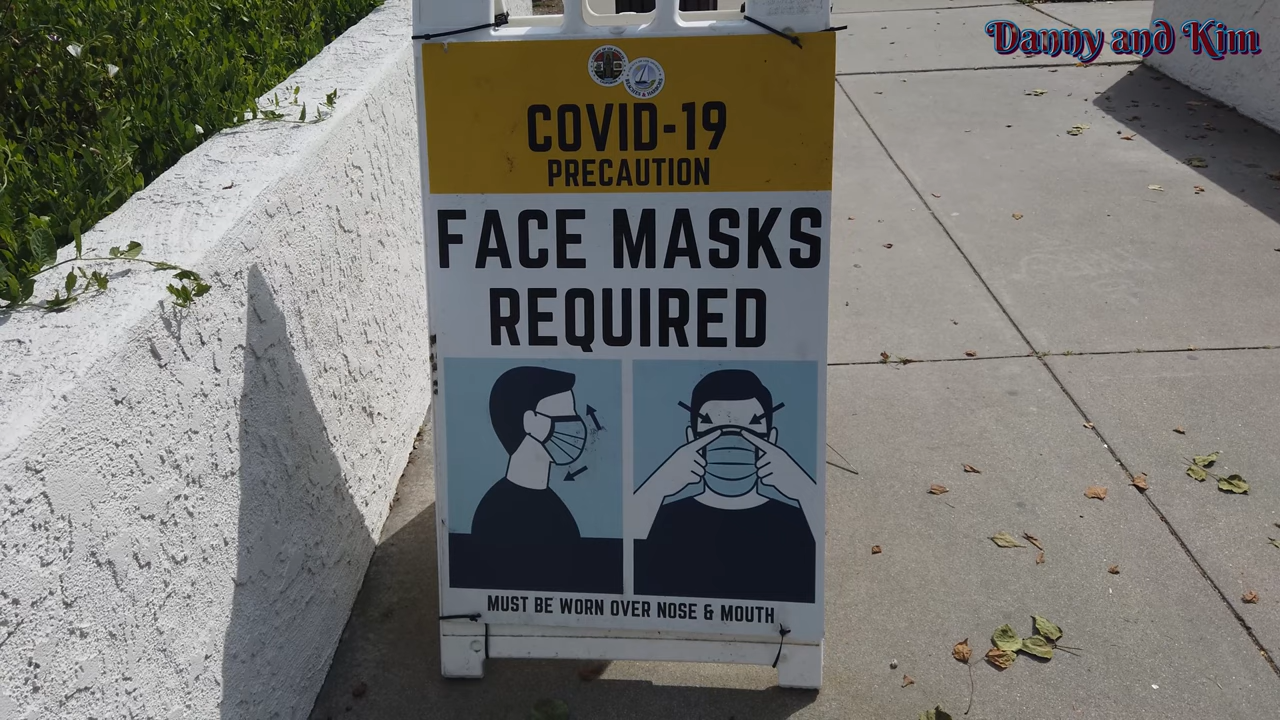 Danny and Kim
COVID-19
PRECAUTION
FACE MASKS
REQUIRED
MUST BE WORN OVER NOSE & MOUTH